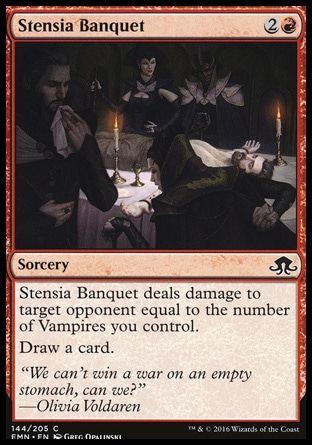 Stensia Banquet 2
Sorcery
Stensia Banquet deals damage to
target opponent equal to the number
of Vampires you control.
Draw a card.
“We can’t win a war on an empty
stomach, can we?”
—Olivia Voldaren
144/205 C
EMN • EN Greg Opalinski
™ & © 2016 Wizards of the Coast